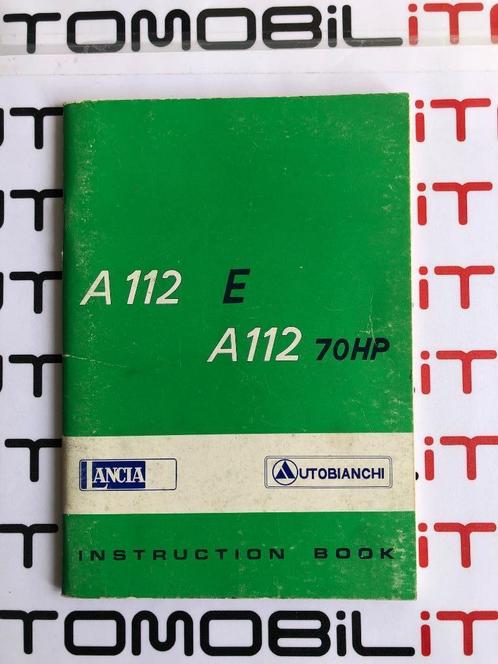 TOMOBiLiT
A 112 E
A112 70HP
LANCIA
AUTOBIANCHI
INSTRUCTION BOOK
TOMOBiLiT